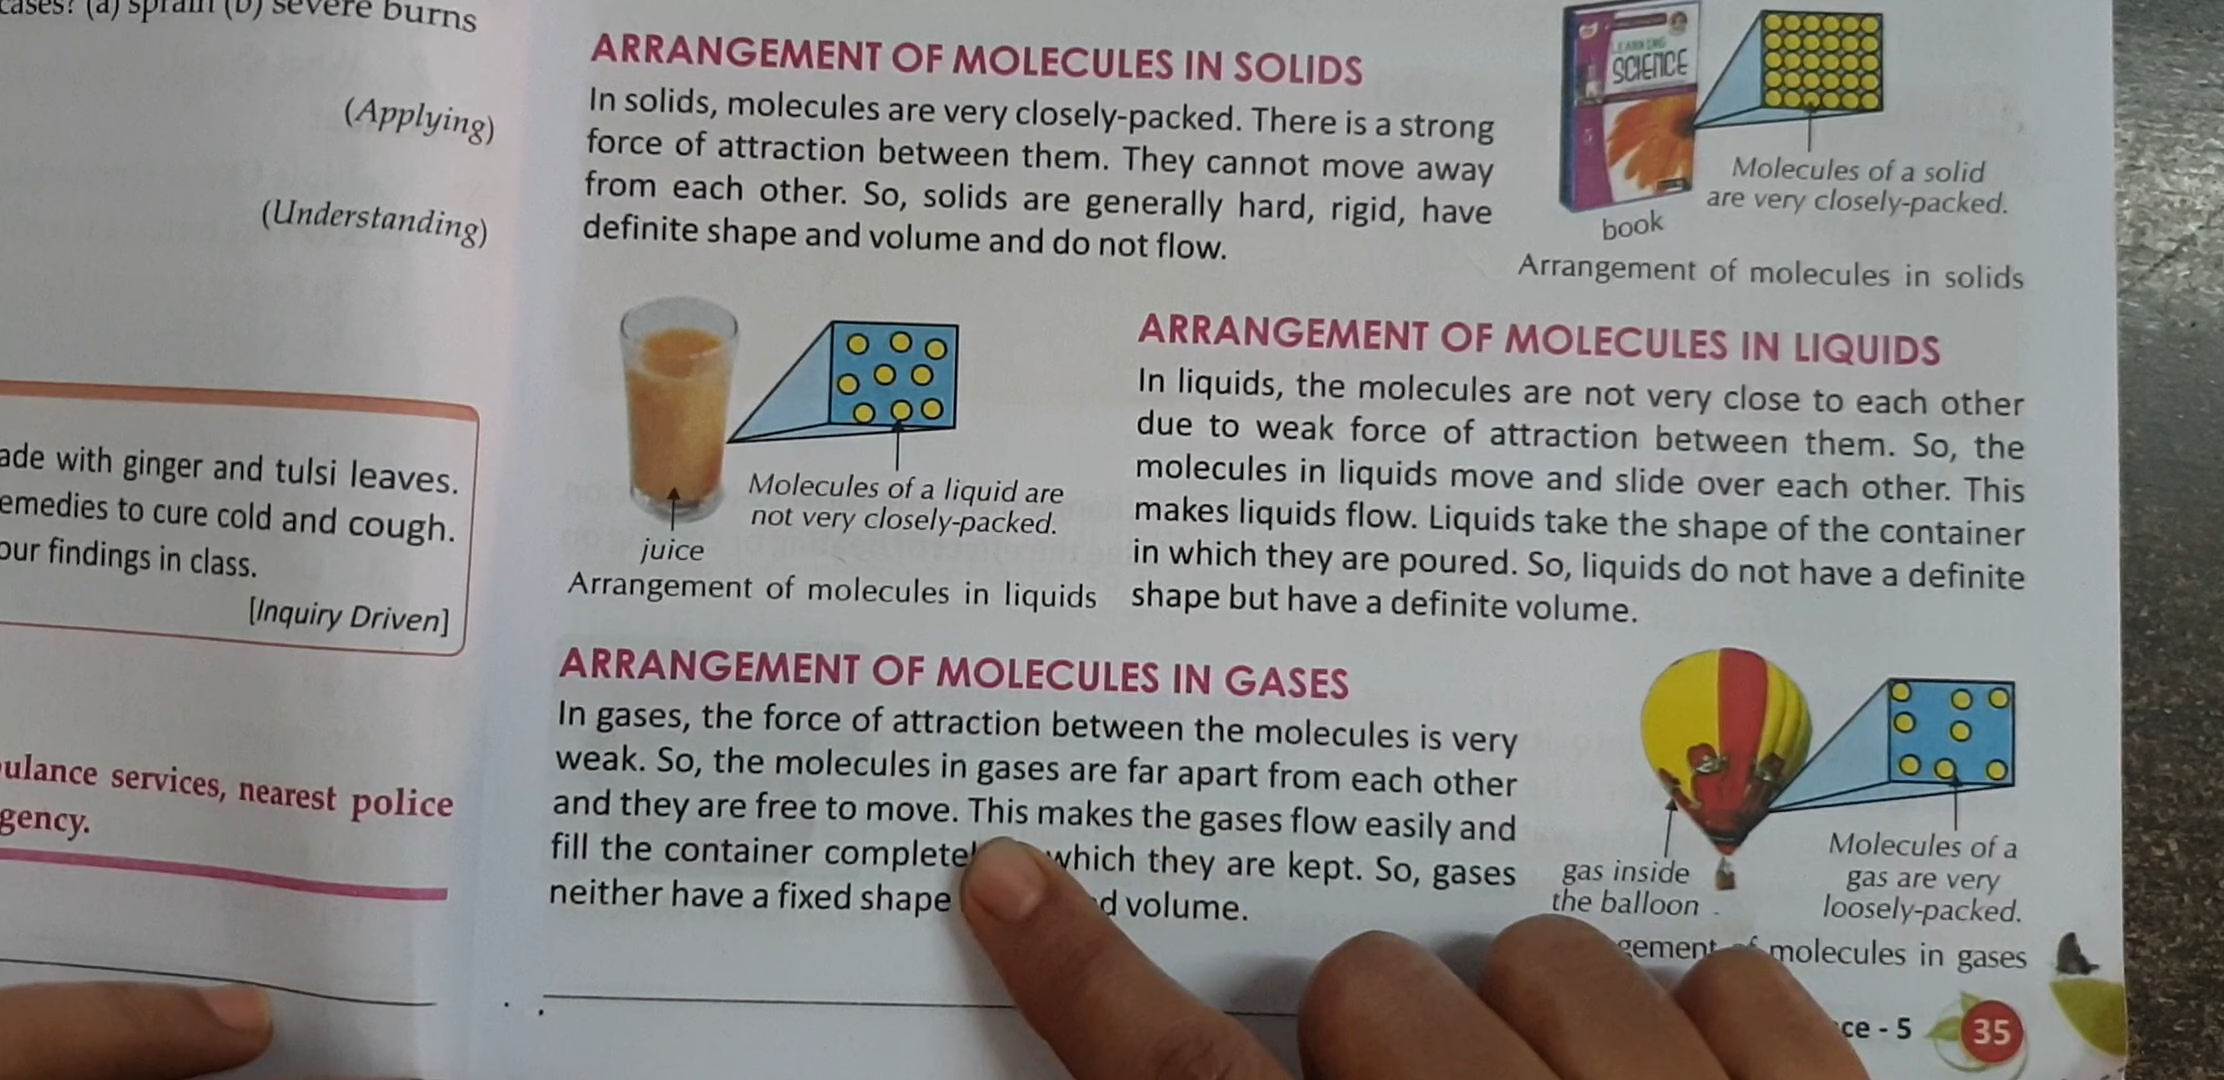 cases? (a) sprain (b) severe burns
(Applying)
(Understanding)
ade with ginger and tulsi leaves.
emedies to cure cold and cough.
our findings in class.
[Inquiry Driven]
ulance services, nearest police
gency.
ARRANGEMENT OF MOLECULES IN SOLIDS
In solids, molecules are very closely-packed. There is a strong
force of attraction between them. They cannot move away
from each other. So, solids are generally hard, rigid, have
definite shape and volume and do not flow.
LEARNING
SCIENCE
5
Molecules of a solid
are very closely-packed.
book
Arrangement of molecules in solids
juice
Molecules of a liquid are
not very closely-packed.
Arrangement of molecules in liquids
ARRANGEMENT OF MOLECULES IN LIQUIDS
In liquids, the molecules are not very close to each other
due to weak force of attraction between them. So, the
molecules in liquids move and slide over each other. This
makes liquids flow. Liquids take the shape of the container
in which they are poured. So, liquids do not have a definite
shape but have a definite volume.
ARRANGEMENT OF MOLECULES IN GASES
In gases, the force of attraction between the molecules is very
weak. So, the molecules in gases are far apart from each other
and they are free to move. This makes the gases flow easily and
fill the container complete which they are kept. So, gases
neither have a fixed shape d volume.
gas inside
the balloon
Molecules of a
gas are very
loosely-packed.
gement of molecules in gases
ce - 5
35